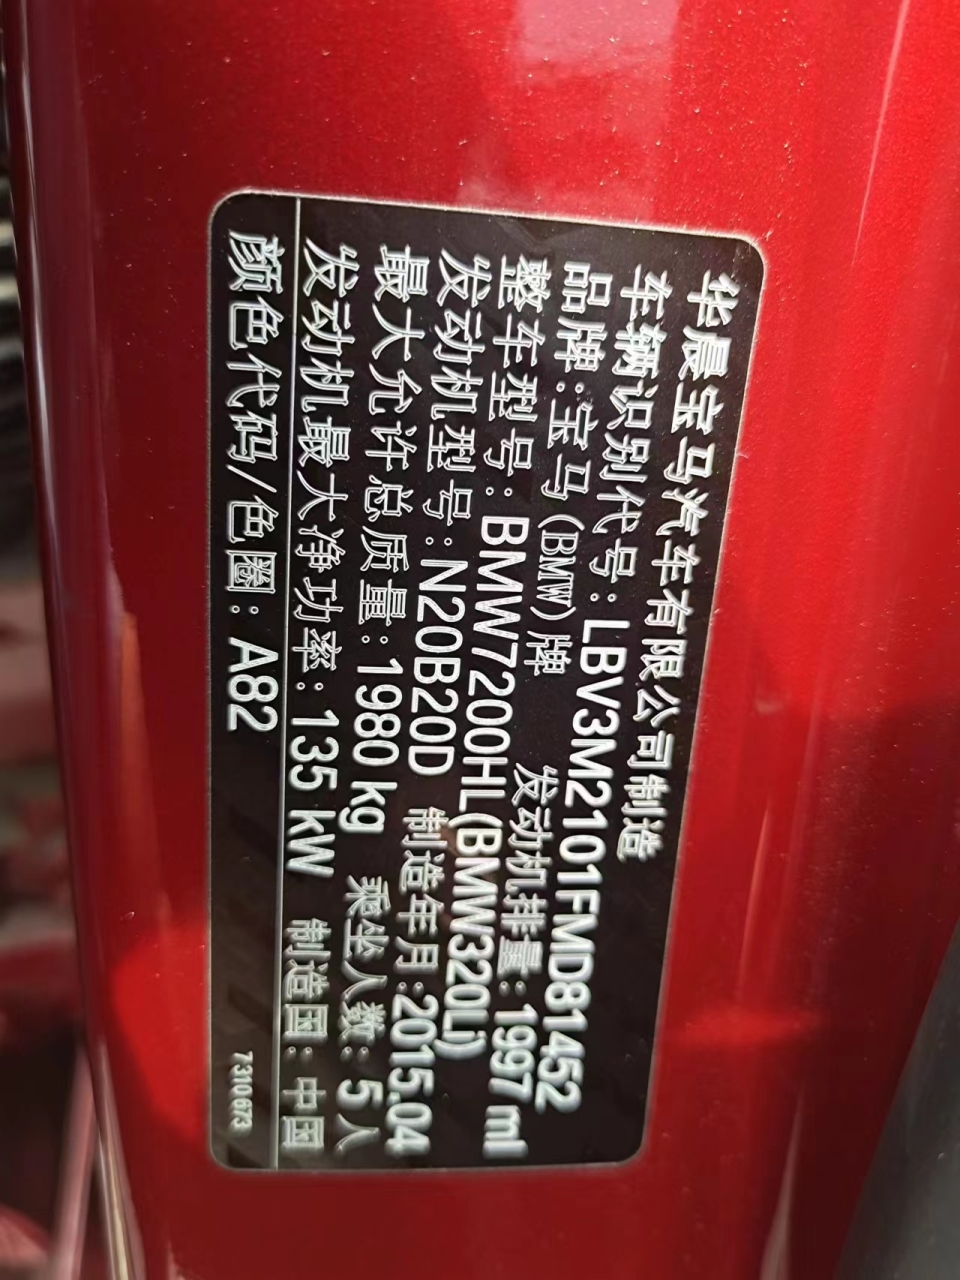 华晨宝马汽车有限公司制造
车辆识别代号：LBV3M2101FMD81452
品牌：宝马（BMW）牌 发动机排量：1997 ml
整车型号：BMW7200HL(BMW320Li)
发动机型号：N20B20D 制造年月：2015.04
最大允许总质量：1980 kg 乘坐人数：5人
发动机最大净功率：135 kW 制造国：中国
颜色代码/色圈：A82
7310673